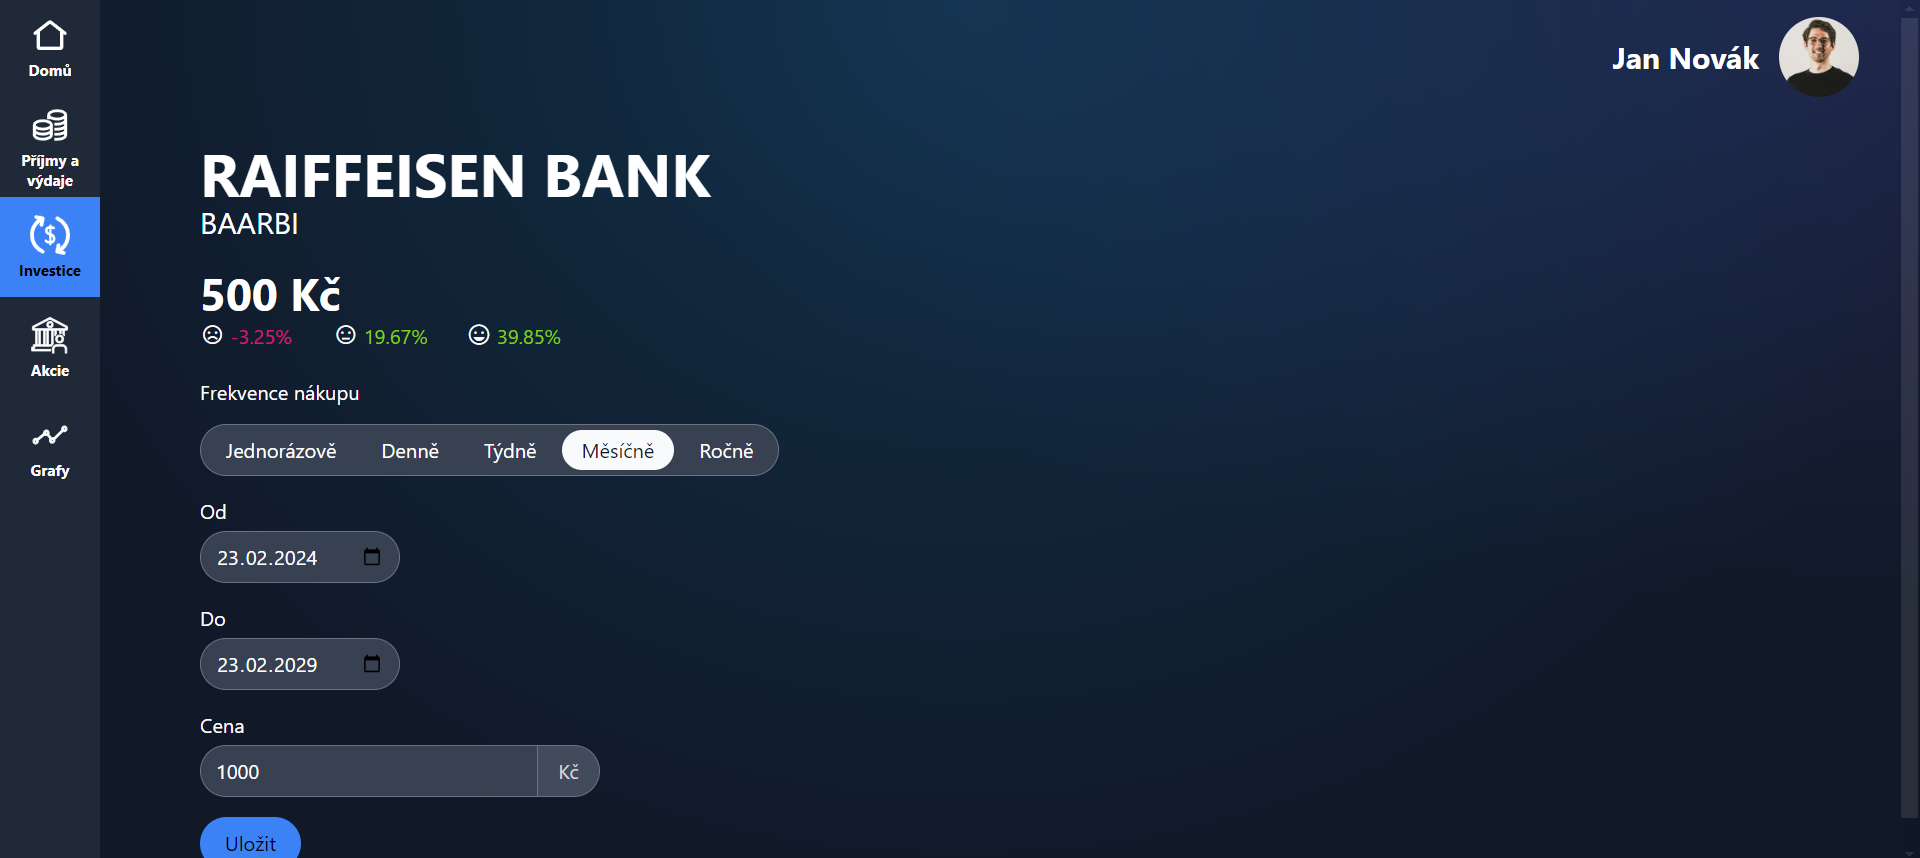 Domů
Příjmy a
výdaje
Investice
Akcie
Grafy
Jan Novák
RAIFFEISEN BANK
BAARBI
500 Kč
-3.25% 19.67% 39.85%
Frekvence nákupu
Jednorázově Denně Týdně Měsíčně Ročně
Od
23.02.2024
Do
23.02.2029
Cena
1000 Kč
Uložit